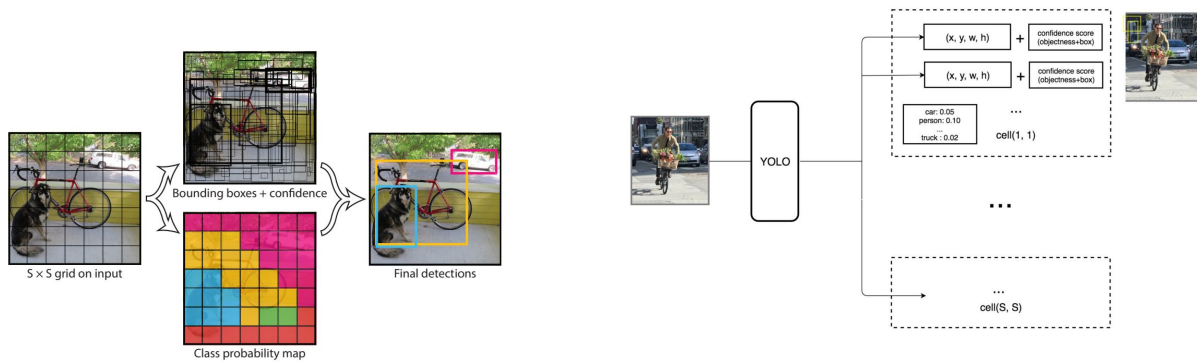 S × S grid on input
Bounding boxes + confidence
Class probability map
Final detections
YOLO
(x, y, w, h)
+
confidence score
(objectness+box)
(x, y, w, h)
+
confidence score
(objectness+box)
car: 0.05
person: 0.10
...
truck : 0.02
...
cell(1, 1)
...
...
cell(S, S)